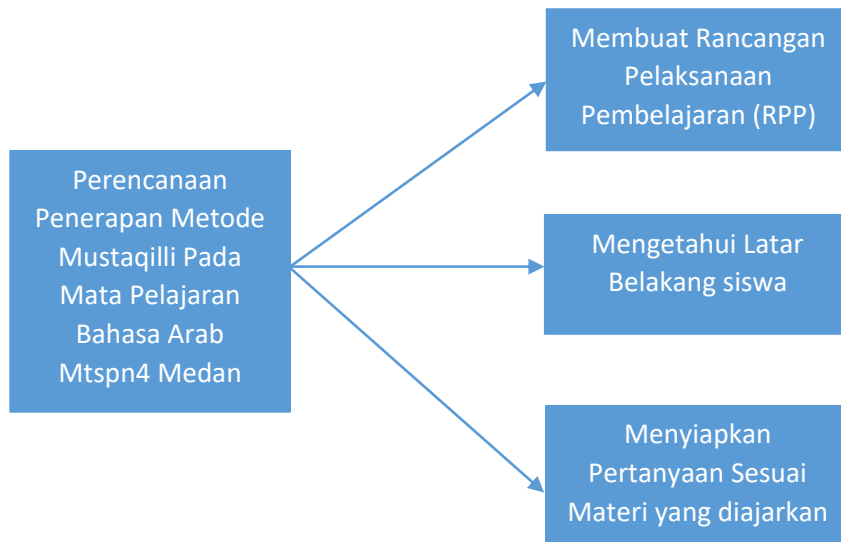 Perencanaan
Penerapan Metode
Mustaqilli Pada
Mata Pelajaran
Bahasa Arab
Mtspn4 Medan
Membuat Rancangan
Pelaksanaan
Pembelajaran (RPP)
Mengetahui Latar
Belakang siswa
Menyiapkan
Pertanyaan Sesuai
Materi yang diajarkan